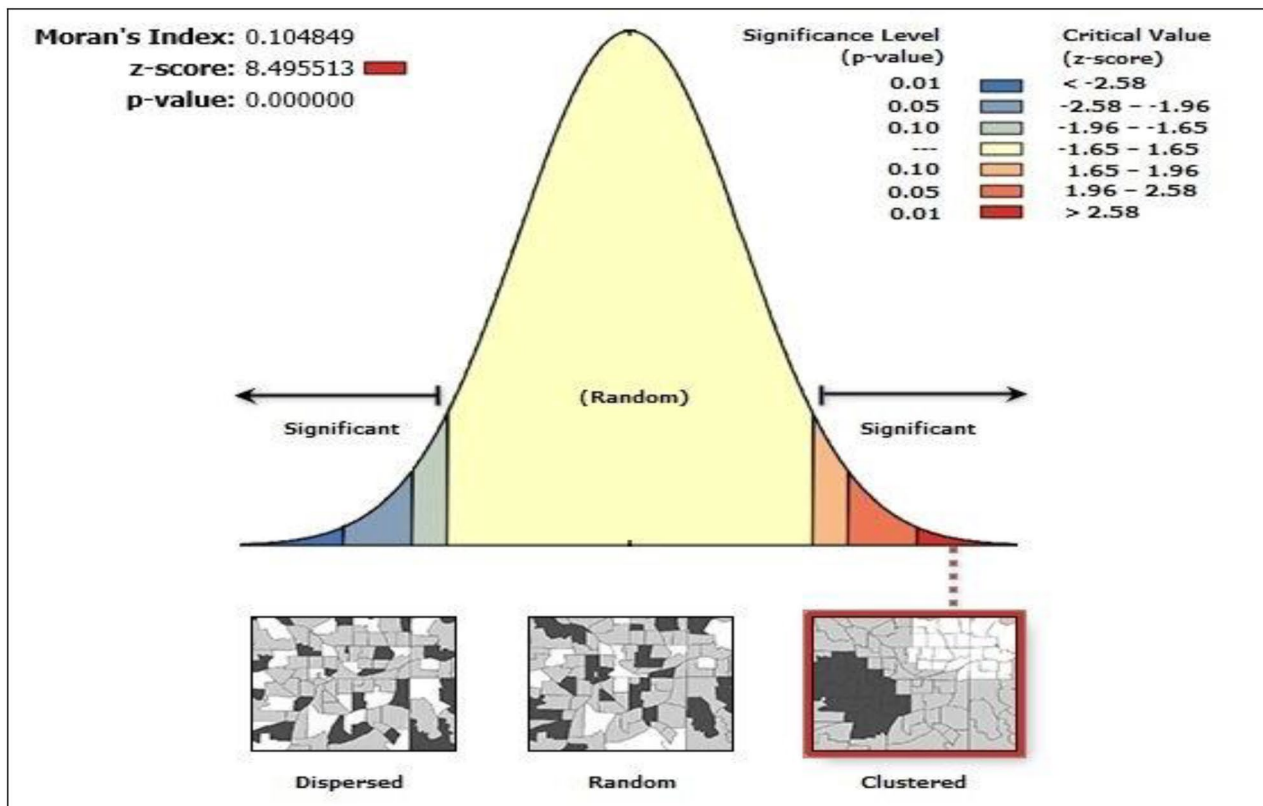 Moran's Index: 0.104849
z-score: 8.495513
p-value: 0.000000
Significance Level
(p-value)
Critical Value
(z-score)
0.01 < -2.58
0.05 -2.58 – -1.96
0.10 -1.96 – -1.65
--- -1.65 – 1.65
0.10 1.65 – 1.96
0.05 1.96 – 2.58
0.01 > 2.58
(Random)
Significant
Significant
Dispersed
Random
Clustered